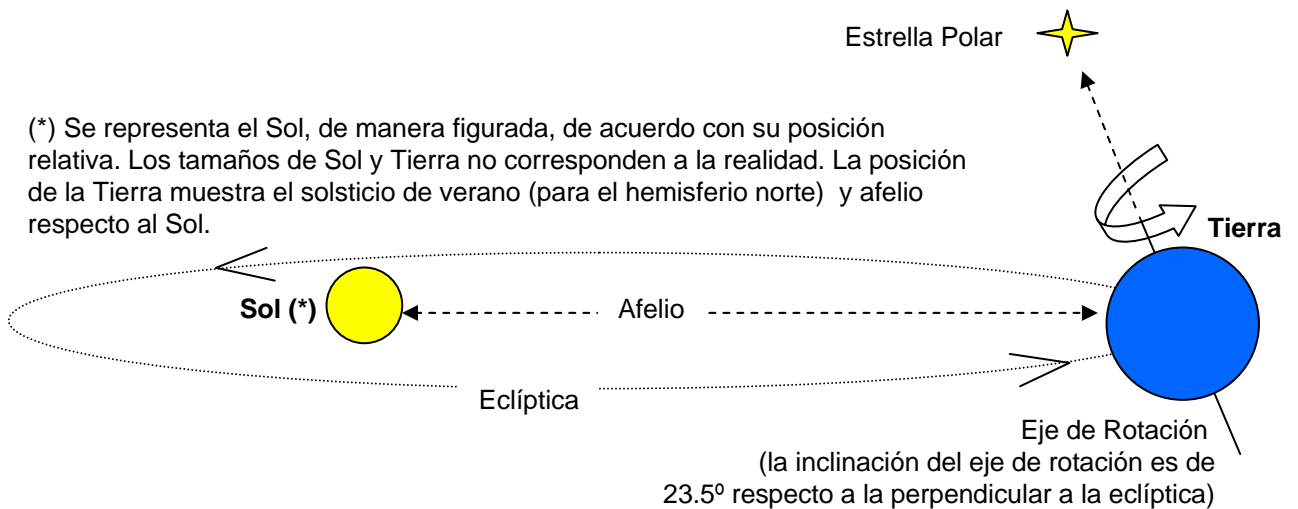 Estrella Polar
(*) Se representa el Sol, de manera figurada, de acuerdo con su posición
relativa. Los tamaños de Sol y Tierra no corresponden a la realidad. La posición
de la Tierra muestra el solsticio de verano (para el hemisferio norte) y afelio
respecto al Sol.
Tierra
Sol (*)
Afelio
Eclíptica
Eje de Rotación
(la inclinación del eje de rotación es de
23.5º respecto a la perpendicular a la eclíptica)